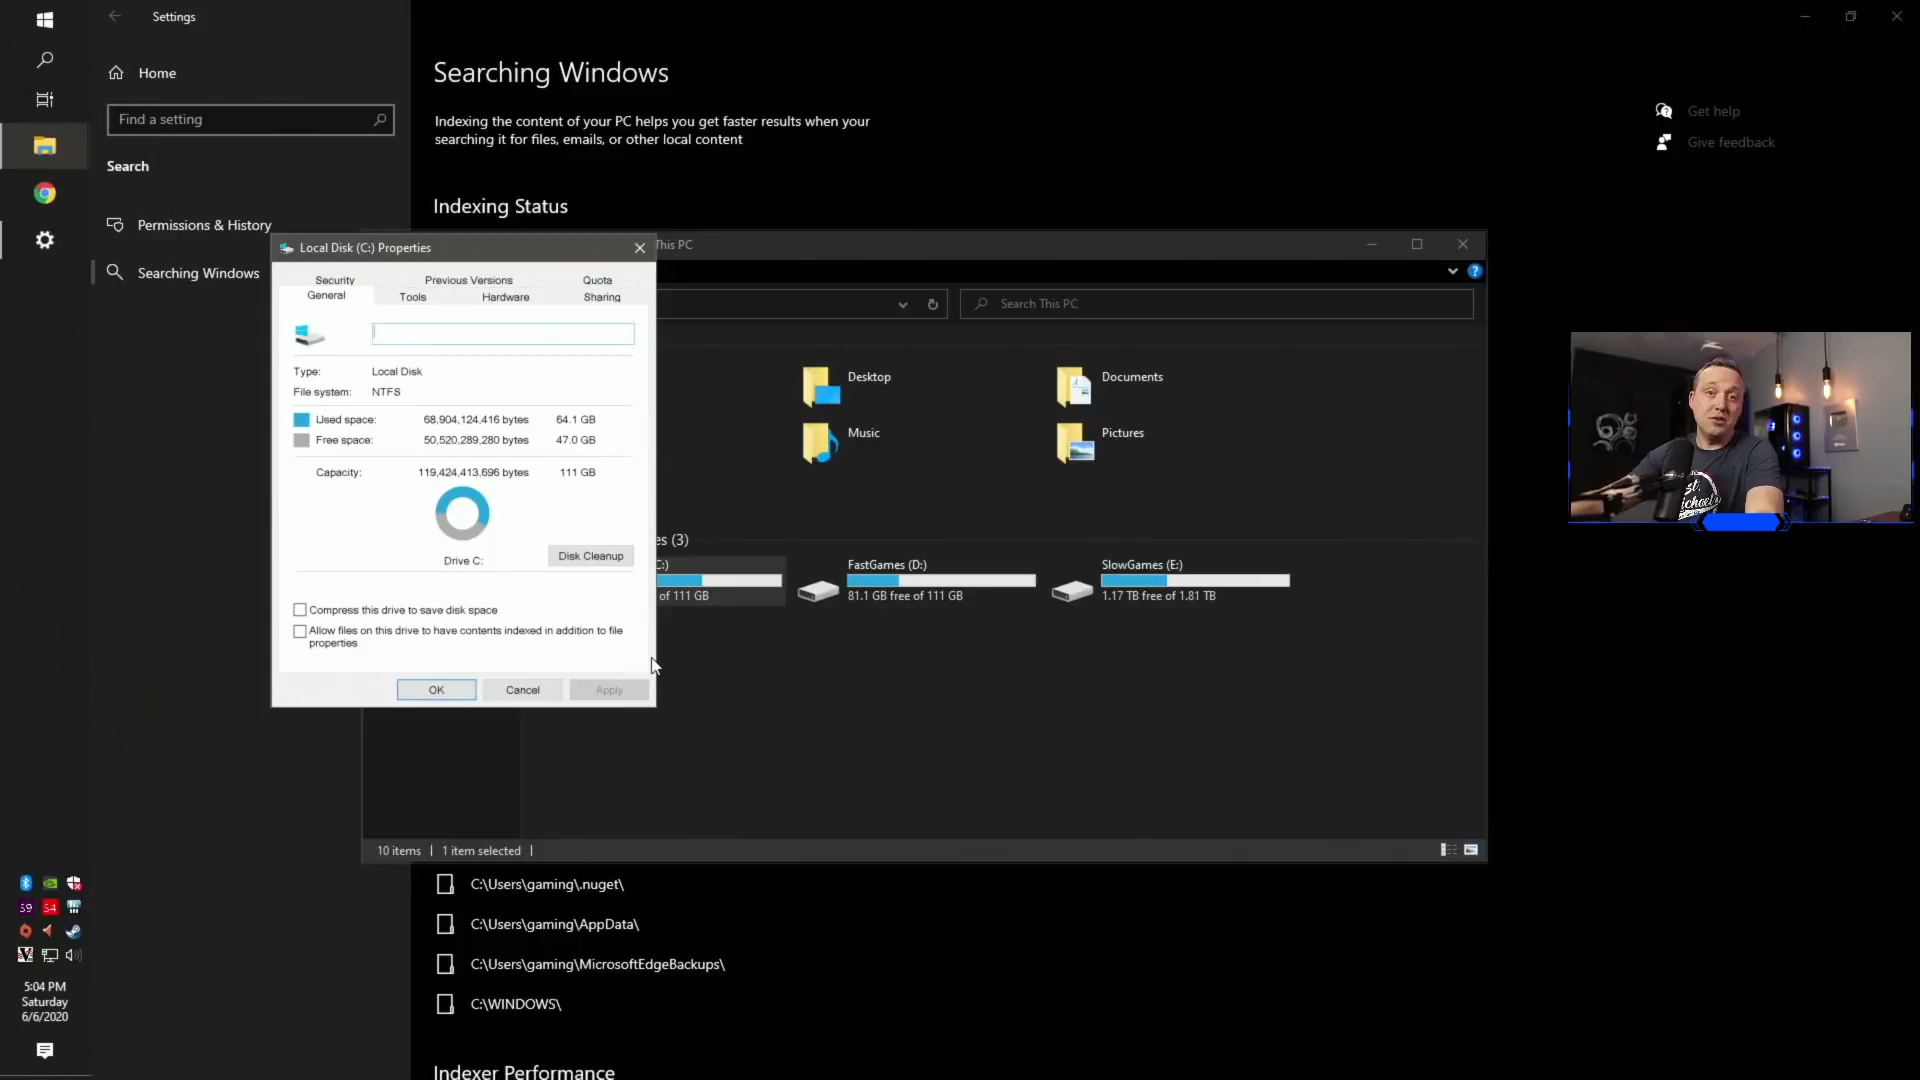 Settings
Home
Find a setting
Search
Permissions & History
Searching Windows
Searching Windows
Indexing the content of your PC helps you get faster results when your
searching it for files, emails, or other local content
Get help
Give feedback
Indexing Status
Local Disk (C:) Properties
Security
Previous Versions
Quota
General
Tools
Hardware
Sharing
Type:
Local Disk
File system:
NTFS
Used space:
68,904,124,416 bytes
64.1 GB
Free space:
50,520,289,280 bytes
47.0 GB
Capacity:
119,424,413,696 bytes
111 GB
Drive C:
Disk Cleanup
Compress this drive to save disk space
Allow files on this drive to have contents indexed in addition to file
properties
OK
Cancel
Apply
This PC
Search This PC
Desktop
Documents
Music
Pictures
es (3)
C:)
of 111 GB
FastGames (D:)
81.1 GB free of 111 GB
SlowGames (E:)
1.17 TB free of 1.81 TB
10 items
1 item selected
C:\Users\gaming\.nuget\
C:\Users\gaming\AppData\
C:\Users\gaming\MicrosoftEdgeBackups\
C:\WINDOWS\
Indexer Performance
59
54
5:04 PM
Saturday
6/6/2020